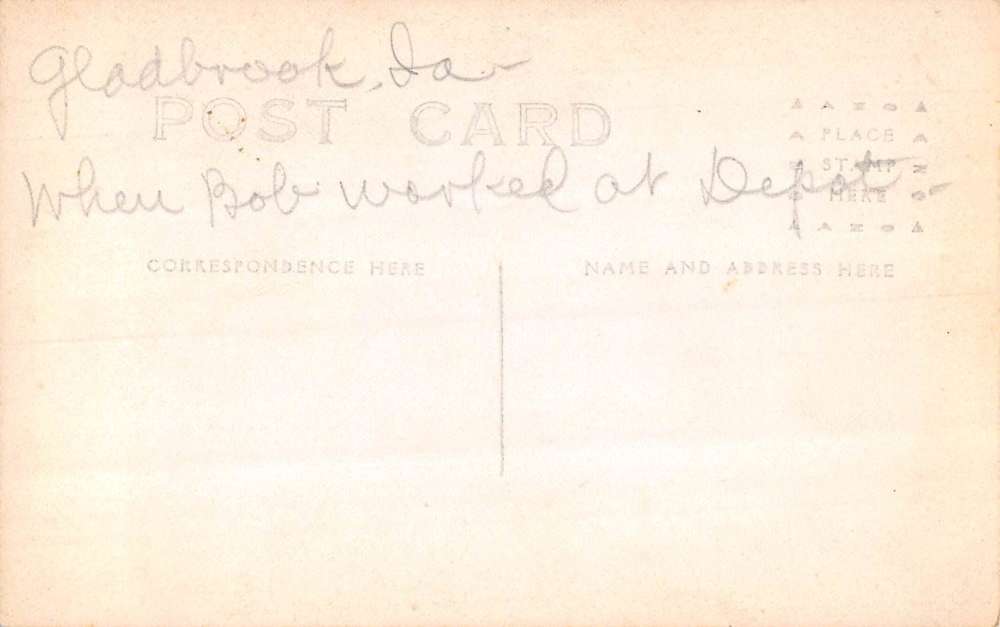 Gladbrook, Ia-
POST CARD
When Bob worked at Depot-
PLACE
STAMP
HERE
CORRESPONDENCE HERE
NAME AND ADDRESS HERE